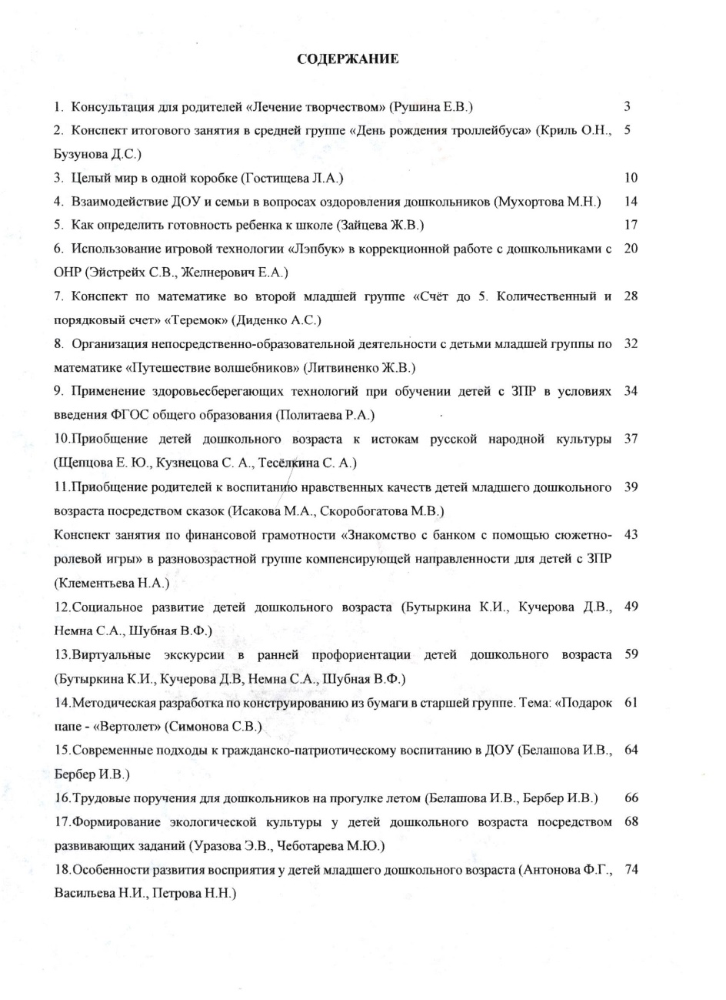 СОДЕРЖАНИЕ
1. Консультация для родителей «Лечение творчеством» (Рушина Е.В.) 3
2. Конспект итогового занятия в средней группе «День рождения троллейбуса» (Криль О.Н., 5
Бузунова Д.С.)
3. Целый мир в одной коробке (Гостищева Л.А.) 10
4. Взаимодействие ДОУ и семьи в вопросах оздоровления дошкольников (Мухортова М.Н.) 14
5. Как определить готовность ребенка к школе (Зайцева Ж.В.) 17
6. Использование игровой технологии «Лэпбук» в коррекционной работе с дошкольниками с 20
ОНР (Эйстрейх С.В., Желнерович Е.А.)
7. Конспект по математике во второй младшей группе «Счёт до 5. Количественный и 28
порядковый счет» «Теремок» (Диденко А.С.)
8. Организация непосредственно-образовательной деятельности с детьми младшей группы по 32
математике «Путешествие волшебников» (Литвиненко Ж.В.)
9. Применение здоровьесберегающих технологий при обучении детей с ЗПР в условиях 34
введения ФГОС общего образования (Политаева Р.А.)
10.Приобщение детей дошкольного возраста к истокам русской народной культуры 37
(Щепцова Е. Ю., Кузнецова С. А., Тесёлкина С. А.)
11.Приобщение родителей к воспитанию нравственных качеств детей младшего дошкольного 39
возраста посредством сказок (Исакова М.А., Скоробогатова М.В.)
Конспект занятия по финансовой грамотности «Знакомство с банком с помощью сюжетно- 43
ролевой игры» в разновозрастной группе компенсирующей направленности для детей с ЗПР
(Клементьева Н.А.)
12.Социальное развитие детей дошкольного возраста (Бутыркина К.И., Кучерова Д.В., 49
Немна С.А., Шубная В.Ф.)
13.Виртуальные экскурсии в ранней профориентации детей дошкольного возраста 59
(Бутыркина К.И., Кучерова Д.В, Немна С.А., Шубная В.Ф.)
14.Методическая разработка по конструированию из бумаги в старшей группе. Тема: «Подарок 61
папе - «Вертолет» (Симонова С.В.)
15.Современные подходы к гражданско-патриотическому воспитанию в ДОУ (Белашова И.В., 64
Бербер И.В.)
16.Трудовые поручения для дошкольников на прогулке летом (Белашова И.В., Бербер И.В.) 66
17.Формирование экологической культуры у детей дошкольного возраста посредством 68
развивающих заданий (Уразова Э.В., Чеботарева М.Ю.)
18.Особенности развития восприятия у детей младшего дошкольного возраста (Антонова Ф.Г., 74
Васильева Н.И., Петрова Н.Н.)